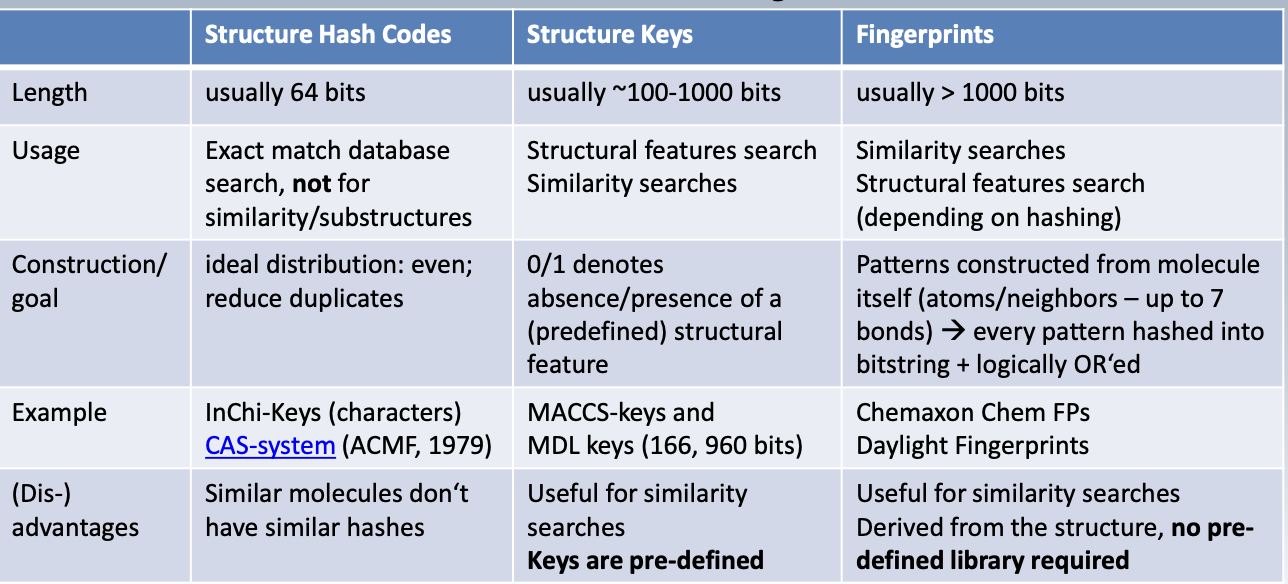 Structure Hash Codes
Structure Keys
Fingerprints
Length
usually 64 bits
usually ~100-1000 bits
usually > 1000 bits
Usage
Exact match database
search, not for
similarity/substructures
Structural features search
Similarity searches
Similarity searches
Structural features search
(depending on hashing)
Construction/
goal
ideal distribution: even;
reduce duplicates
0/1 denotes
absence/presence of a
(predefined) structural
feature
Patterns constructed from molecule
itself (atoms/neighbors – up to 7
bonds) → every pattern hashed into
bitstring + logically OR‘ed
Example
InChi-Keys (characters)
CAS-system (ACMF, 1979)
MACCS-keys and
MDL keys (166, 960 bits)
Chemaxon Chem FPs
Daylight Fingerprints
(Dis-)
advantages
Similar molecules don‘t
have similar hashes
Useful for similarity
searches
Keys are pre-defined
Useful for similarity searches
Derived from the structure, no pre-
defined library required